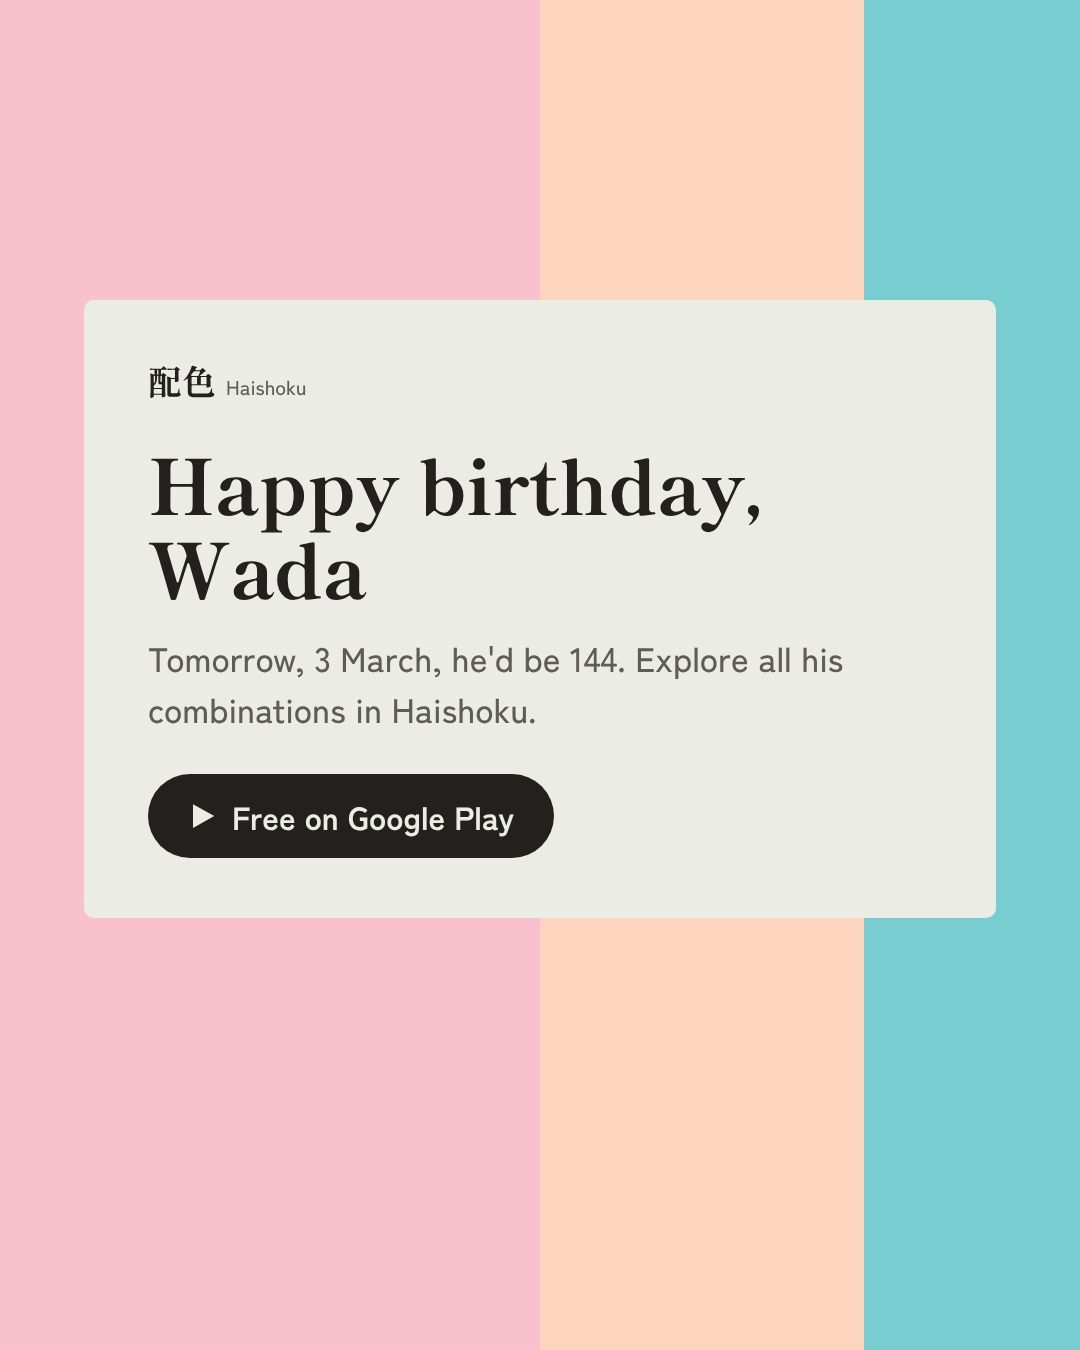 配色 Haishoku
Happy birthday,
Wada
Tomorrow, 3 March, he'd be 144. Explore all his
combinations in Haishoku.
Free on Google Play